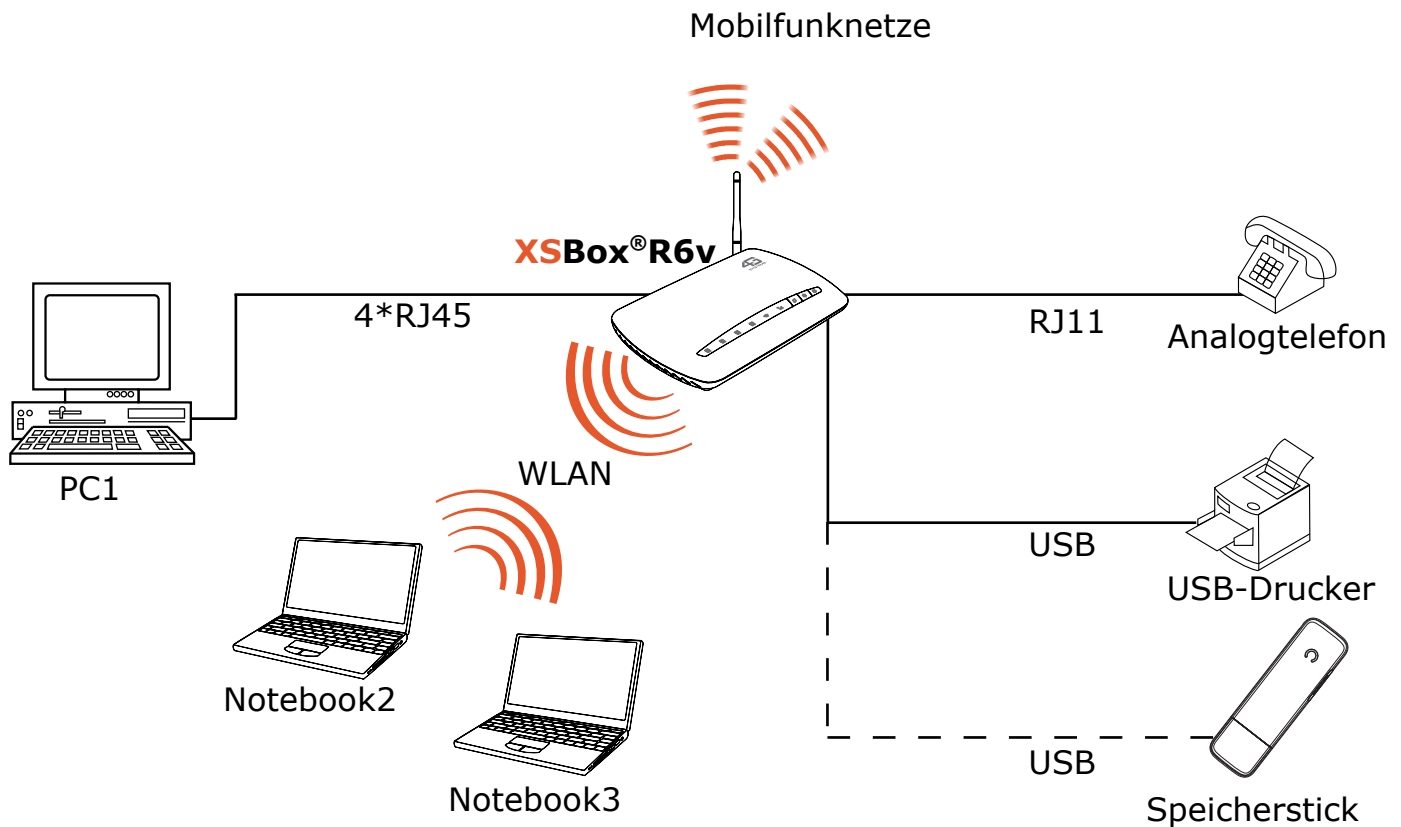 Mobilfunknetze
XSBox®R6v
4*RJ45
RJ11
Analogtelefon
PC1
WLAN
USB
USB-Drucker
Notebook2
USB
Notebook3
Speicherstick